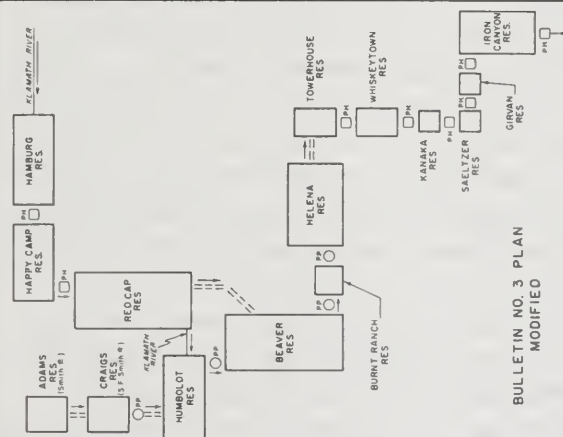 KLAMATH RIVER
HAMBURG
RES.
PH
HAPPY CAMP
RES.
PH
RED CAP
RES
KLAMATH
RIVER
ADAMS
RES.
(Smith R)
CRAIGS
RES.
(S F Smith R)
PP
HUMBOLDT
RES
PP
BEAVER
RES
PP
BURNT RANCH
RES
PP
HELENA
RES
TOWERHOUSE
RES
PH
WHISKEYTOWN
RES
PH
KANAKA
RES
PH
SAELTZER
RES
PH
GIRVAN
RES
PH
IRON
CANYON
RES.
PH
BULLETIN NO. 3 PLAN
MODIFIED